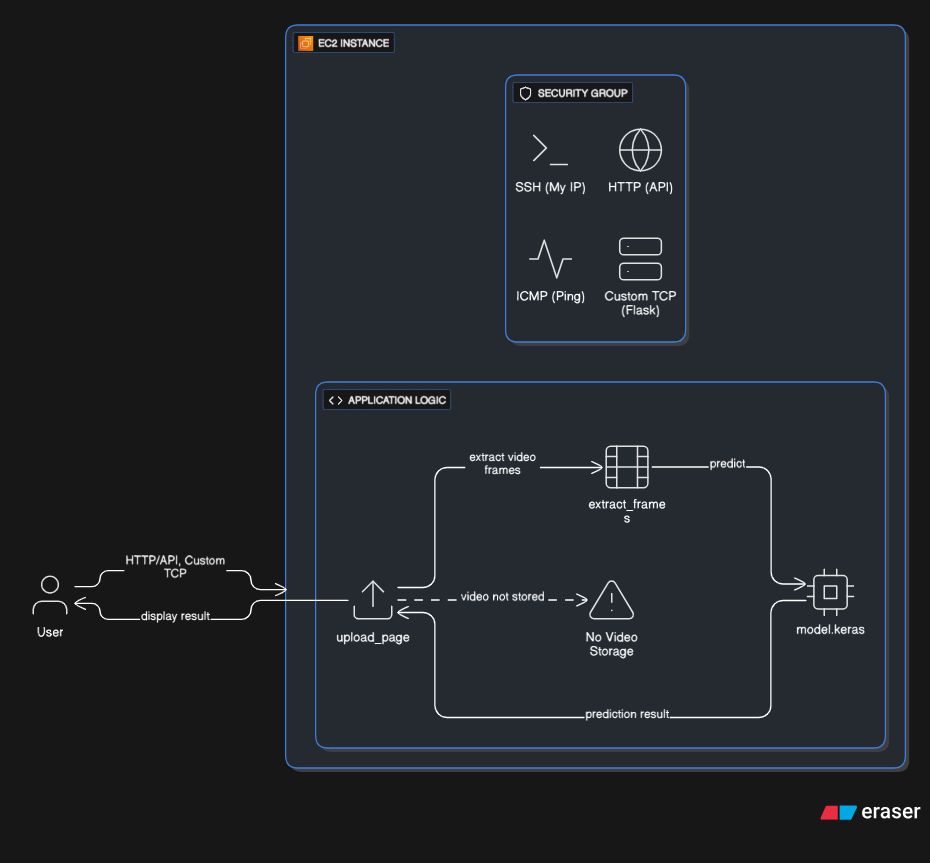 EC2 INSTANCE
SECURITY GROUP
SSH (My IP)
HTTP (API)
ICMP (Ping)
Custom TCP
(Flask)
APPLICATION LOGIC
extract video
frames
predict
extract_frame
s
HTTP/API, Custom
TCP
display result
User
upload_page
video not stored
No Video
Storage
model.keras
prediction result
eraser